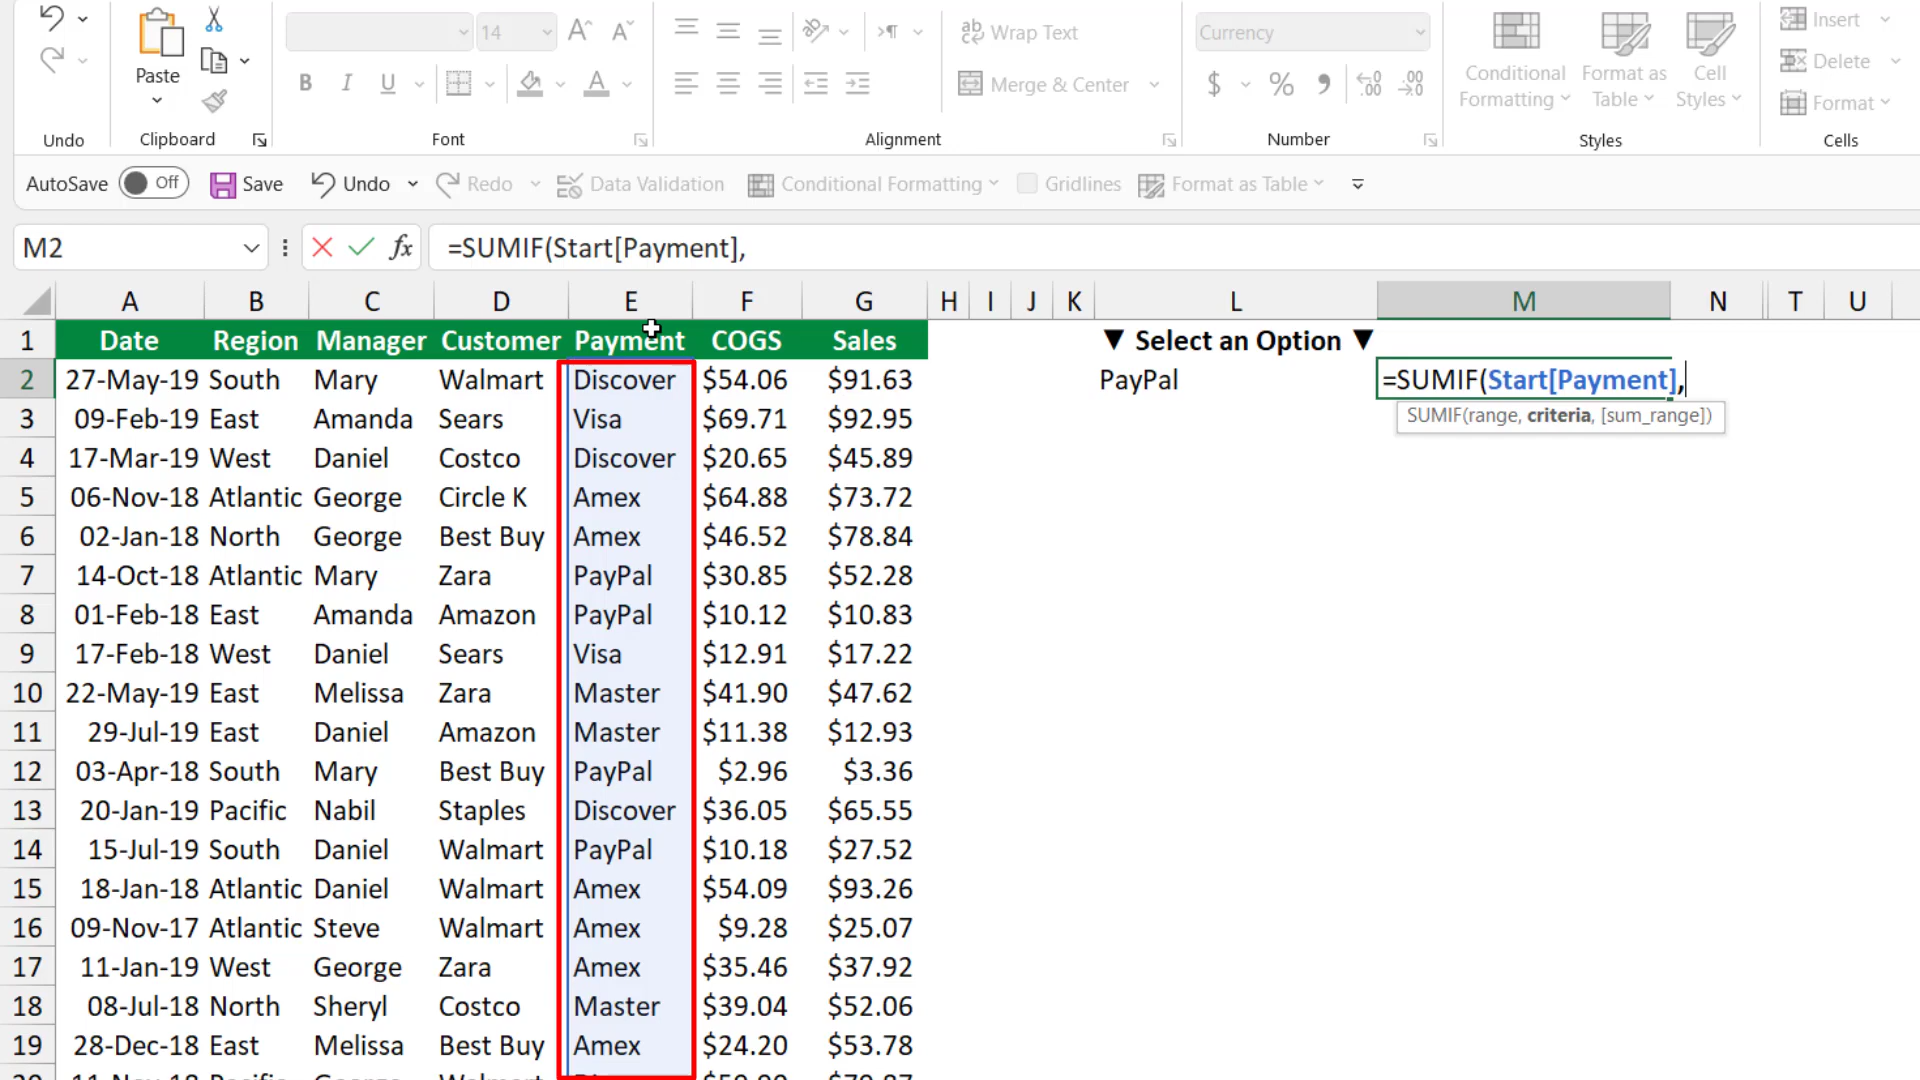 14
Wrap Text
Currency
Insert
Paste
B I U
A
Merge & Center
$ % ,
Conditional Formatting
Format as Table
Cell Styles
Delete
Format
Undo
Clipboard
Font
Alignment
Number
Styles
Cells
AutoSave Off Save Undo Redo Data Validation Conditional Formatting Gridlines Format as Table
M2 fx =SUMIF(Start[Payment],
A B C D E F G H I J K L M N T U
1 Date Region Manager Customer Payment COGS Sales ▼ Select an Option ▼
2 27-May-19 South Mary Walmart Discover $54.06 $91.63 PayPal =SUMIF(Start[Payment],
SUMIF(range, criteria, [sum_range])
3 09-Feb-19 East Amanda Sears Visa $69.71 $92.95
4 17-Mar-19 West Daniel Costco Discover $20.65 $45.89
5 06-Nov-18 Atlantic George Circle K Amex $64.88 $73.72
6 02-Jan-18 North George Best Buy Amex $46.52 $78.84
7 14-Oct-18 Atlantic Mary Zara PayPal $30.85 $52.28
8 01-Feb-18 East Amanda Amazon PayPal $10.12 $10.83
9 17-Feb-18 West Daniel Sears Visa $12.91 $17.22
10 22-May-19 East Melissa Zara Master $41.90 $47.62
11 29-Jul-19 East Daniel Amazon Master $11.38 $12.93
12 03-Apr-18 South Mary Best Buy PayPal $2.96 $3.36
13 20-Jan-19 Pacific Nabil Staples Discover $36.05 $65.55
14 15-Jul-19 South Daniel Walmart PayPal $10.18 $27.52
15 18-Jan-18 Atlantic Daniel Walmart Amex $54.09 $93.26
16 09-Nov-17 Atlantic Steve Walmart Amex $9.28 $25.07
17 11-Jan-19 West George Zara Amex $35.46 $37.92
18 08-Jul-18 North Sheryl Costco Master $39.04 $52.06
19 28-Dec-18 East Melissa Best Buy Amex $24.20 $53.78